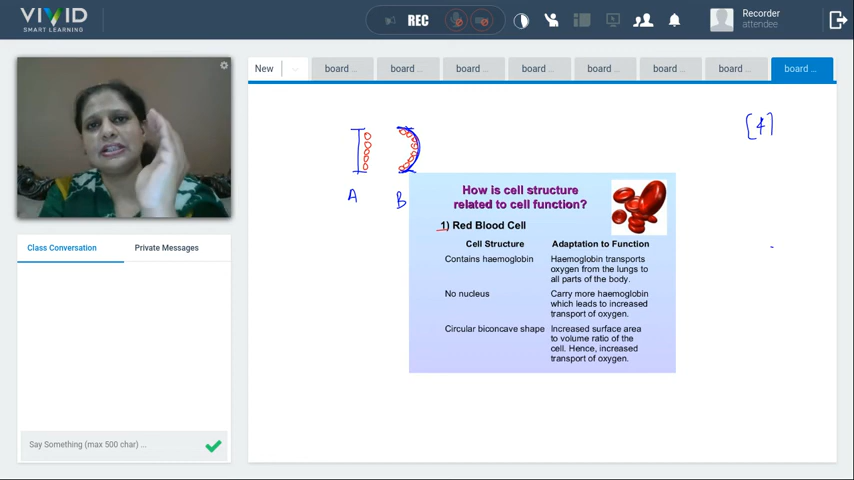 VIVID
SMART LEARNING
REC
Recorder
attendee
New
board ...
board ...
board ...
board ...
board ...
board ...
board ...
board ...
[4]
A
B
How is cell structure
related to cell function?
1) Red Blood Cell
Cell Structure Adaptation to Function
Contains haemoglobin Haemoglobin transports
oxygen from the lungs to
all parts of the body.
No nucleus Carry more haemoglobin
which leads to increased
transport of oxygen.
Circular biconcave shape Increased surface area
to volume ratio of the
cell. Hence, increased
transport of oxygen.
Class Conversation
Private Messages
Say Something (max 500 char) ...